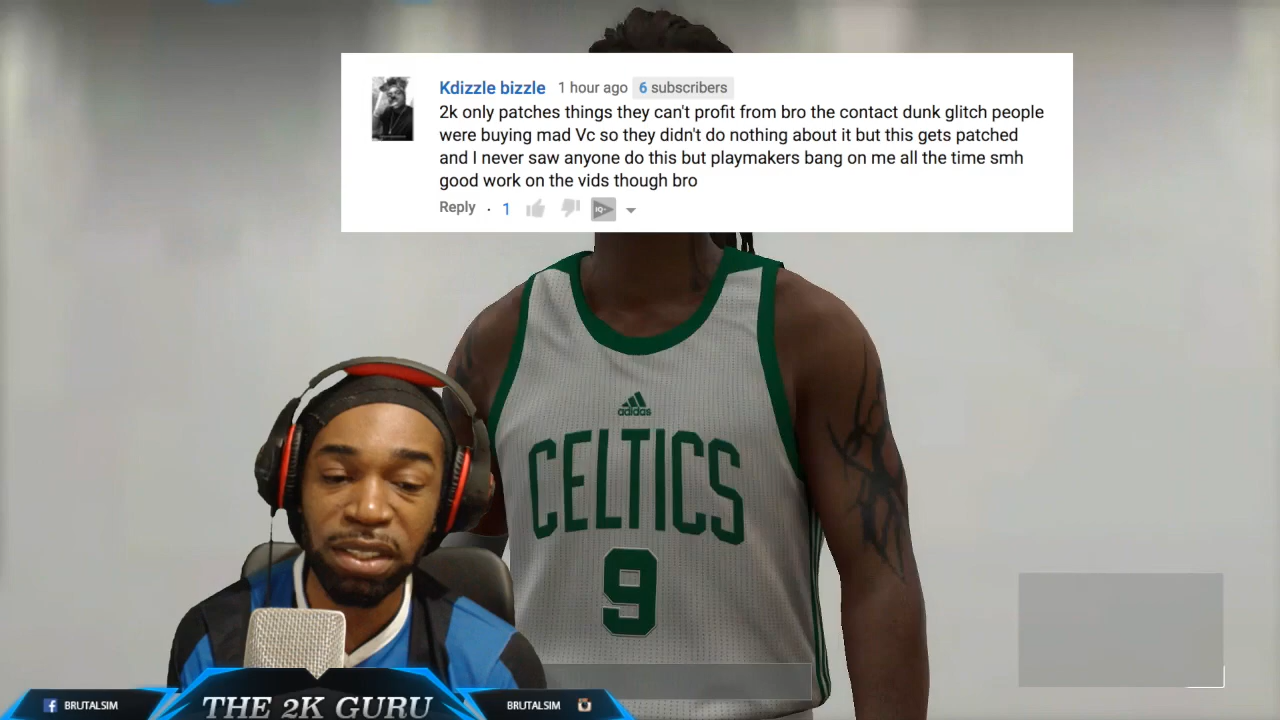 Kdizzle bizzle 1 hour ago 6 subscribers
2k only patches things they can't profit from bro the contact dunk glitch people
were buying mad Vc so they didn't do nothing about it but this gets patched
and I never saw anyone do this but playmakers bang on me all the time smh
good work on the vids though bro
Reply · 1
adidas
CELTICS
9
BRUTALSIM
THE 2K GURU
BRUTALSIM